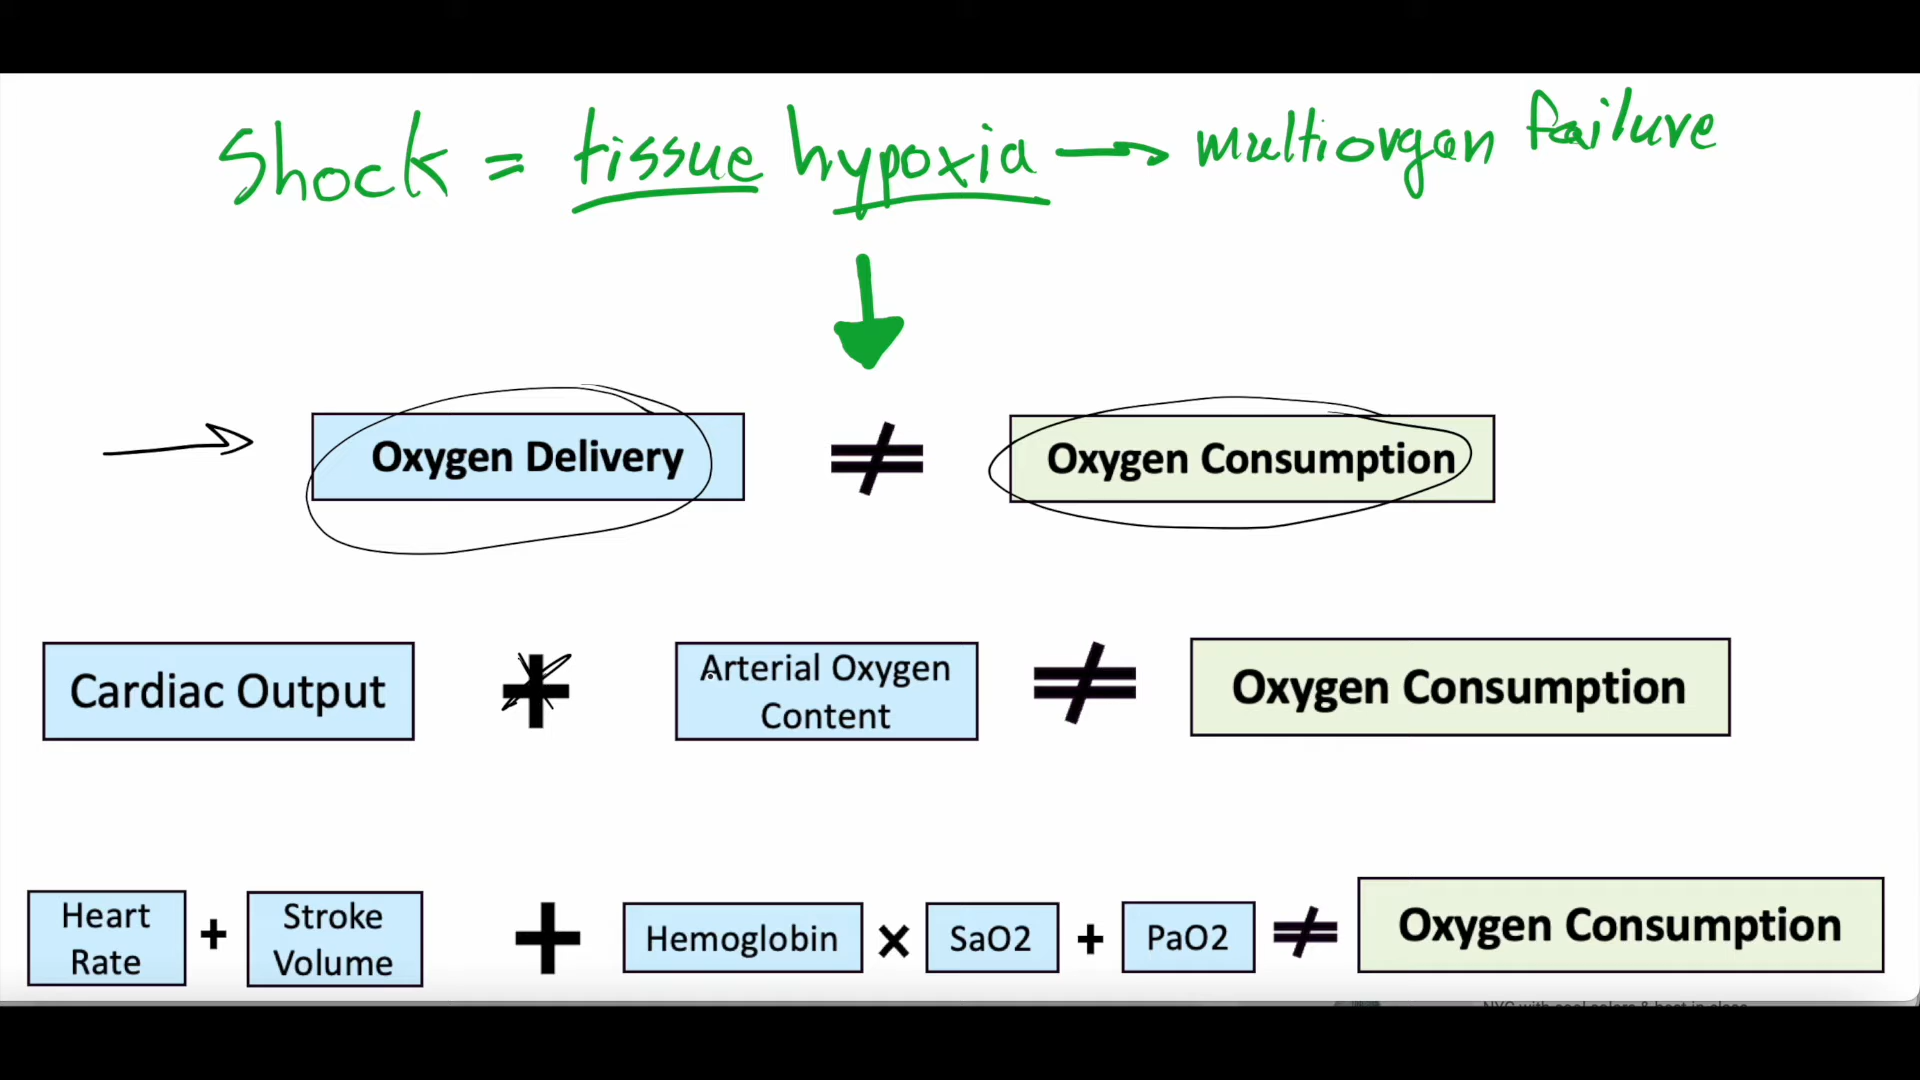 Shock = tissue hypoxia → multiorgan failure
Oxygen Delivery ≠ Oxygen Consumption
Cardiac Output + Arterial Oxygen Content ≠ Oxygen Consumption
Heart Rate + Stroke Volume + Hemoglobin × SaO2 + PaO2 ≠ Oxygen Consumption